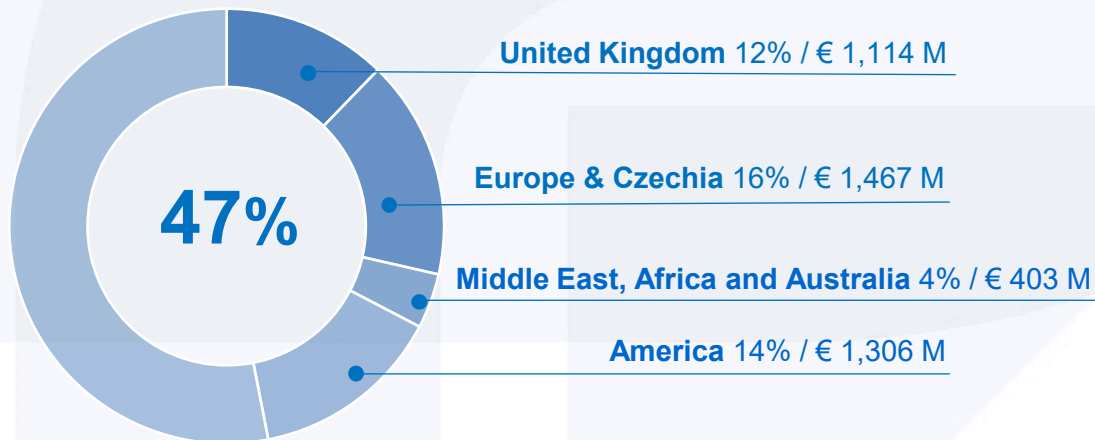 United Kingdom 12% / € 1,114 M
Europe & Czechia 16% / € 1,467 M
47%
Middle East, Africa and Australia 4% / € 403 M
America 14% / € 1,306 M